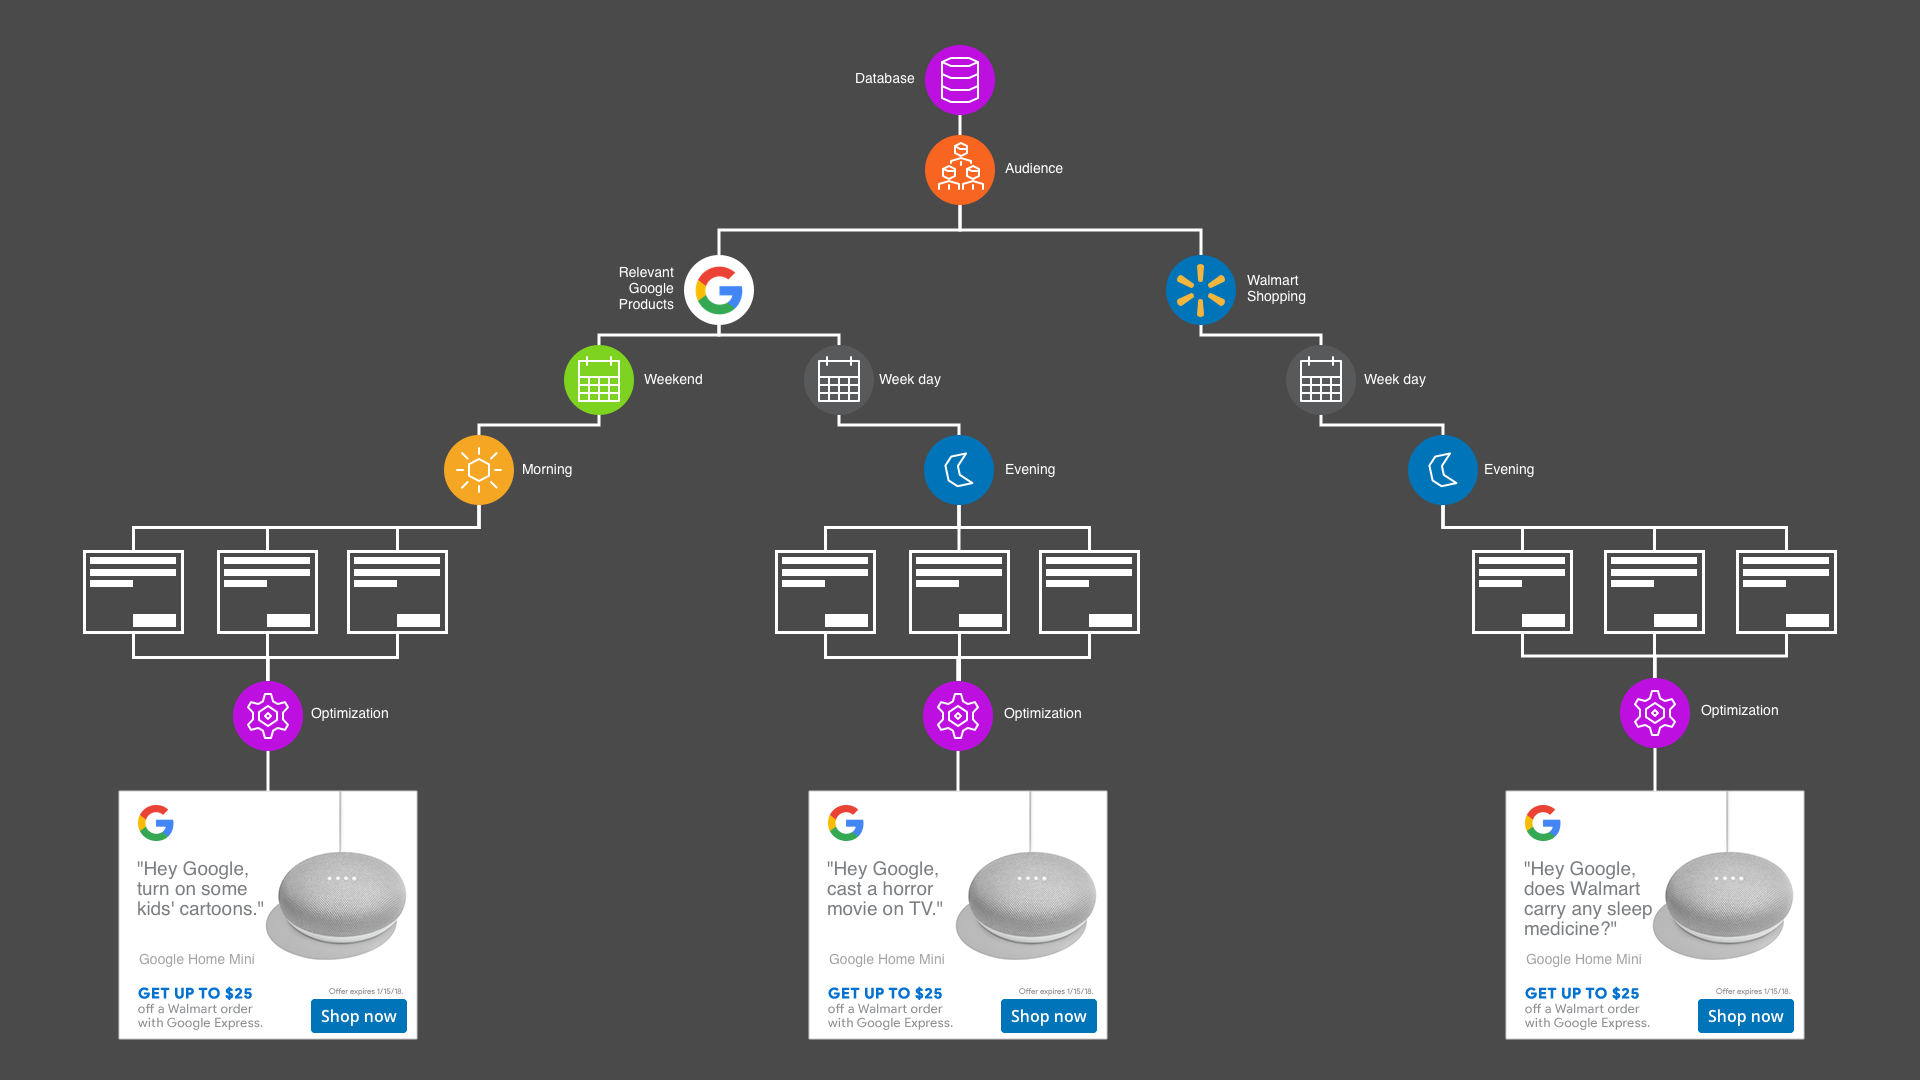 Database
Audience
Relevant
Google
Products
Walmart
Shopping
Weekend
Week day
Week day
Morning
Evening
Evening
Optimization
Optimization
Optimization
"Hey Google,
turn on some
kids' cartoons."
Google Home Mini
GET UP TO $25
off a Walmart order
with Google Express.
Offer expires 1/15/18.
Shop now
"Hey Google,
cast a horror
movie on TV."
Google Home Mini
GET UP TO $25
off a Walmart order
with Google Express.
Offer expires 1/15/18.
Shop now
"Hey Google,
does Walmart
carry any sleep
medicine?"
Google Home Mini
GET UP TO $25
off a Walmart order
with Google Express.
Offer expires 1/15/18.
Shop now